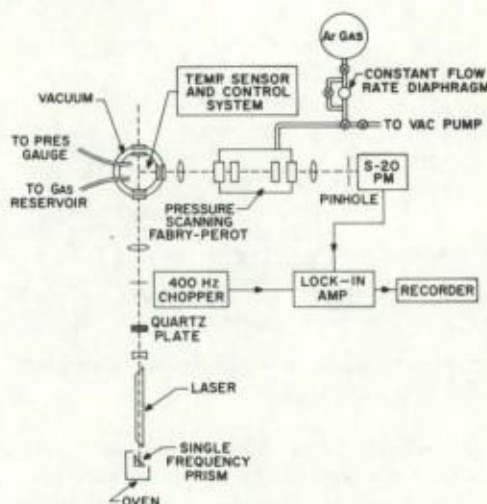 Ar GAS
CONSTANT FLOW
RATE DIAPHRAGM
TEMP. SENSOR
AND CONTROL
SYSTEM
VACUUM
TO PRES
GAUGE
TO VAC PUMP
TO GAS
RESERVOIR
S-20
PM
PINHOLE
PRESSURE
SCANNING
FABRY-PEROT
400 Hz
CHOPPER
LOCK-IN
AMP
RECORDER
QUARTZ
PLATE
LASER
SINGLE
FREQUENCY
PRISM
OVEN